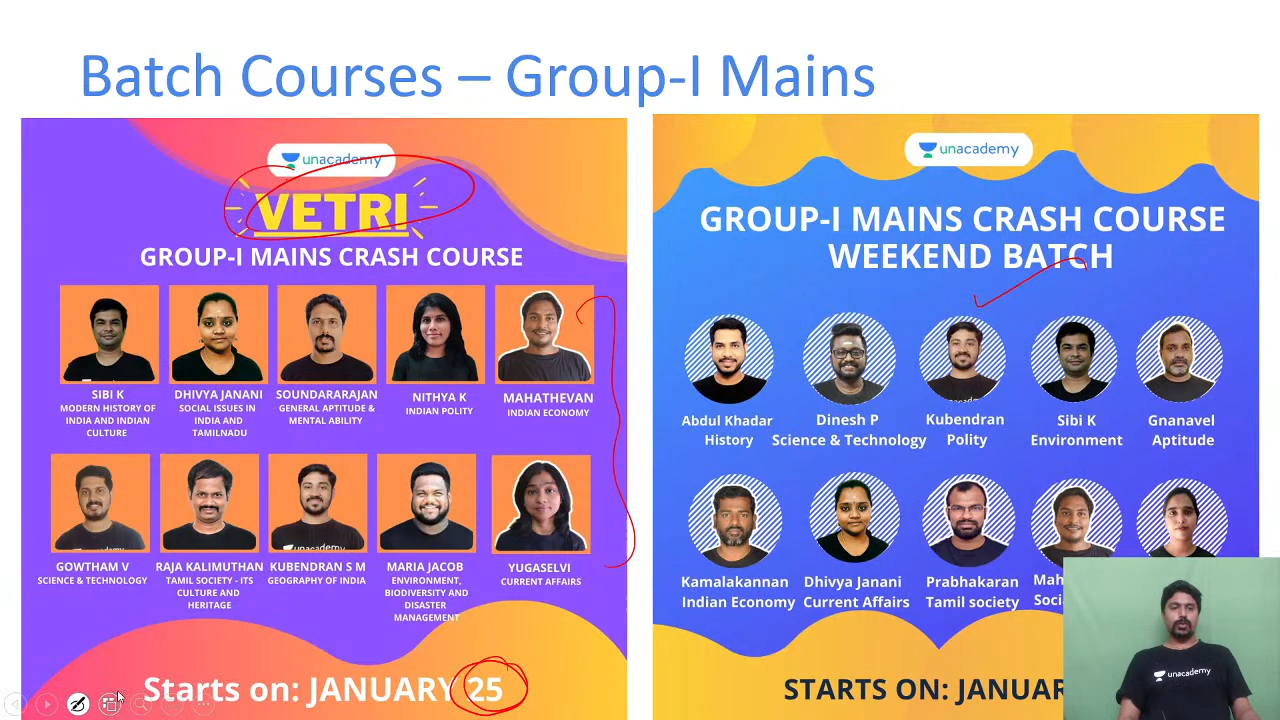 Batch Courses – Group-I Mains
unacademy
VETRI
GROUP-I MAINS CRASH COURSE
SIBI K
MODERN HISTORY OF
INDIA AND INDIAN
CULTURE
DHIVYA JANANI
SOCIAL ISSUES IN
INDIA AND
TAMILNADU
SOUNDARARAJAN
GENERAL APTITUDE &
MENTAL ABILITY
NITHYA K
INDIAN POLITY
MAHATHEVAN
INDIAN ECONOMY
GOWTHAM V
SCIENCE & TECHNOLOGY
RAJA KALIMUTHAN
TAMIL SOCIETY - ITS
CULTURE AND
HERITAGE
unacademy
KUBENDRAN S M
GEOGRAPHY OF INDIA
MARIA JACOB
ENVIRONMENT,
BIODIVERSITY AND
DISASTER
MANAGEMENT
YUGASELVI
CURRENT AFFAIRS
Starts on: JANUARY 25
unacademy
GROUP-I MAINS CRASH COURSE
WEEKEND BATCH
Abdul Khadar
History
Dinesh P
Science & Technology
Kubendran
Polity
Sibi K
Environment
Gnanavel
Aptitude
Kamalakannan
Indian Economy
Dhivya Janani
Current Affairs
Prabhakaran
Tamil society
STARTS ON:
unacademy